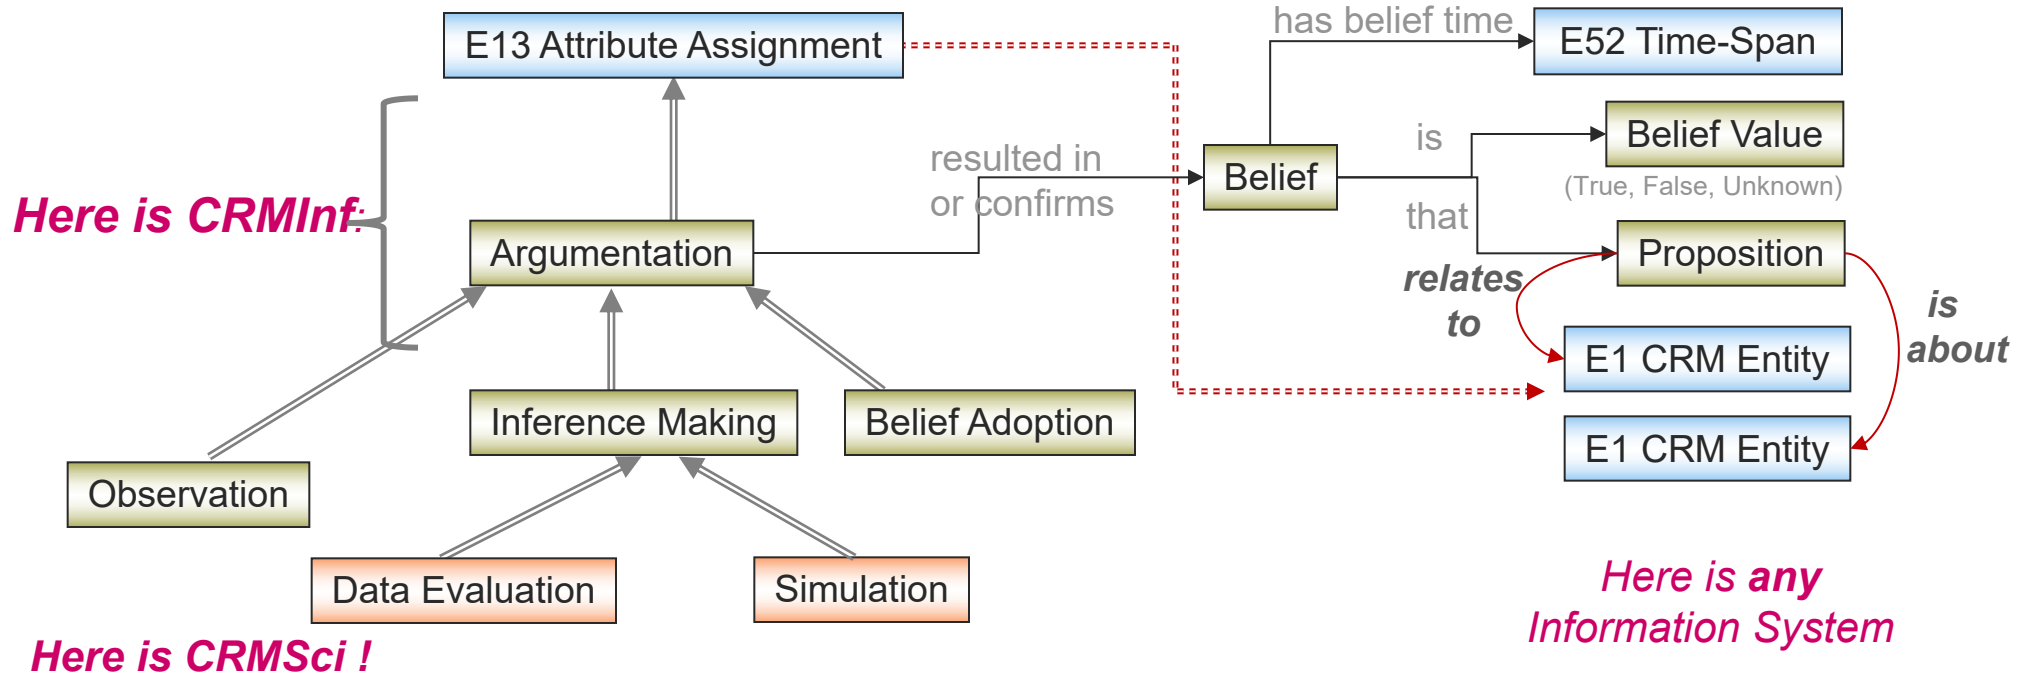 E13 Attribute Assignment
has belief time
E52 Time-Span
is
Belief Value
(True, False, Unknown)
resulted in
or confirms
Belief
that
Here is CRMInf:
Argumentation
Proposition
relates
to
is
about
E1 CRM Entity
Inference Making
Belief Adoption
E1 CRM Entity
Observation
Data Evaluation
Simulation
Here is any
Information System
Here is CRMSci !